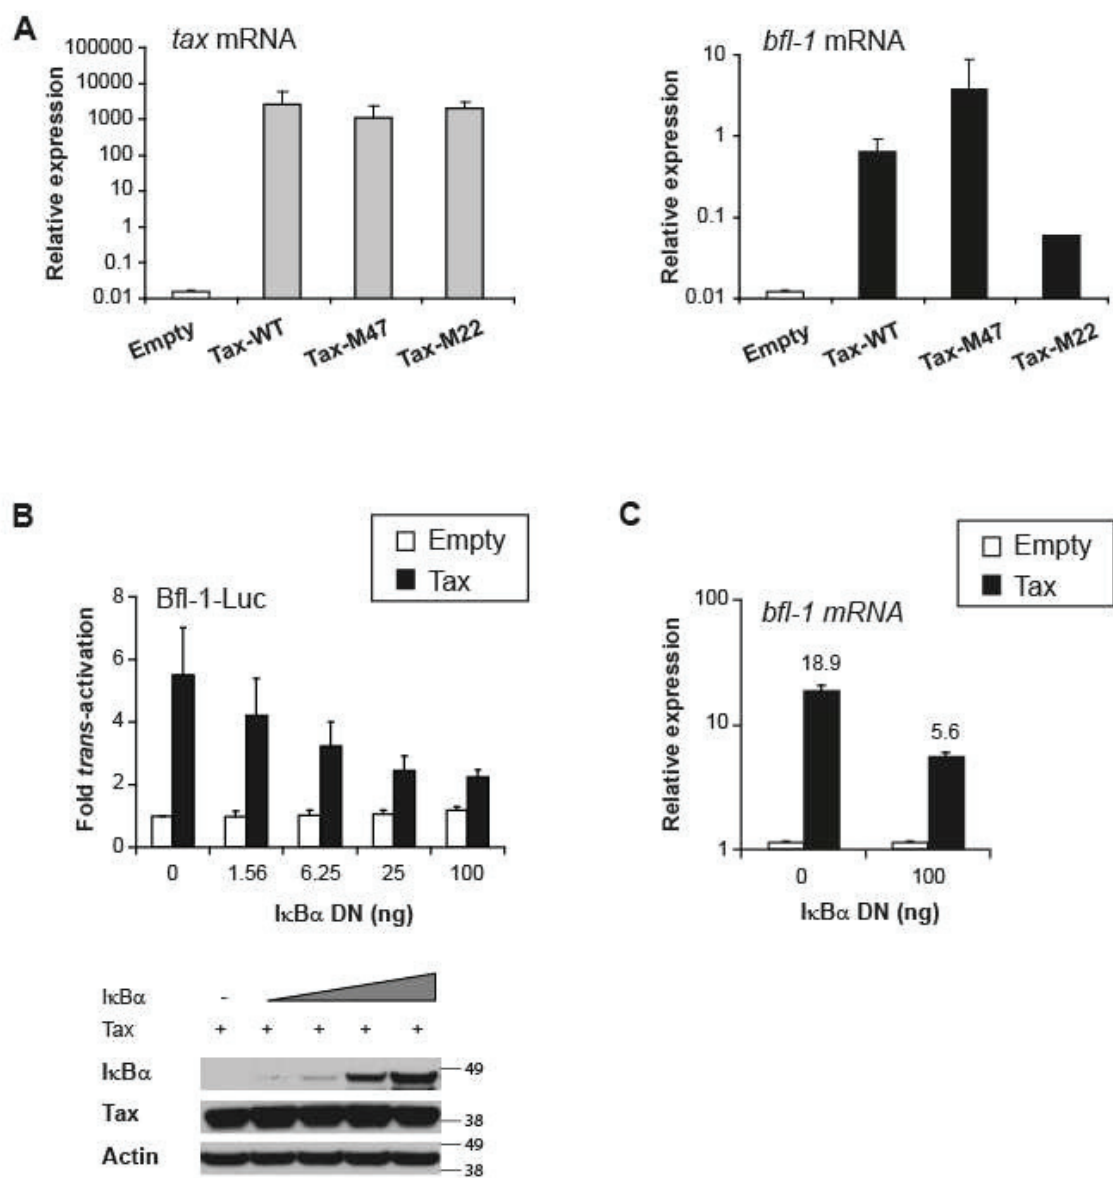 A
tax mRNA
Relative expression
100000
10000
1000
100
10
1
0.1
0.01
Empty
Tax-WT
Tax-M47
Tax-M22
bfl-1 mRNA
Relative expression
10
1
0.1
0.01
Empty
Tax-WT
Tax-M47
Tax-M22
B
Empty
Tax
Bfl-1-Luc
Fold trans-activation
8
6
4
2
0
0 1.56 6.25 25 100
IκBα DN (ng)
IκBα -
Tax + + + + +
IκBα 49
Tax 38
Actin 49
38
C
Empty
Tax
bfl-1 mRNA
Relative expression
100
10
1
18.9
5.6
0 100
IκBα DN (ng)